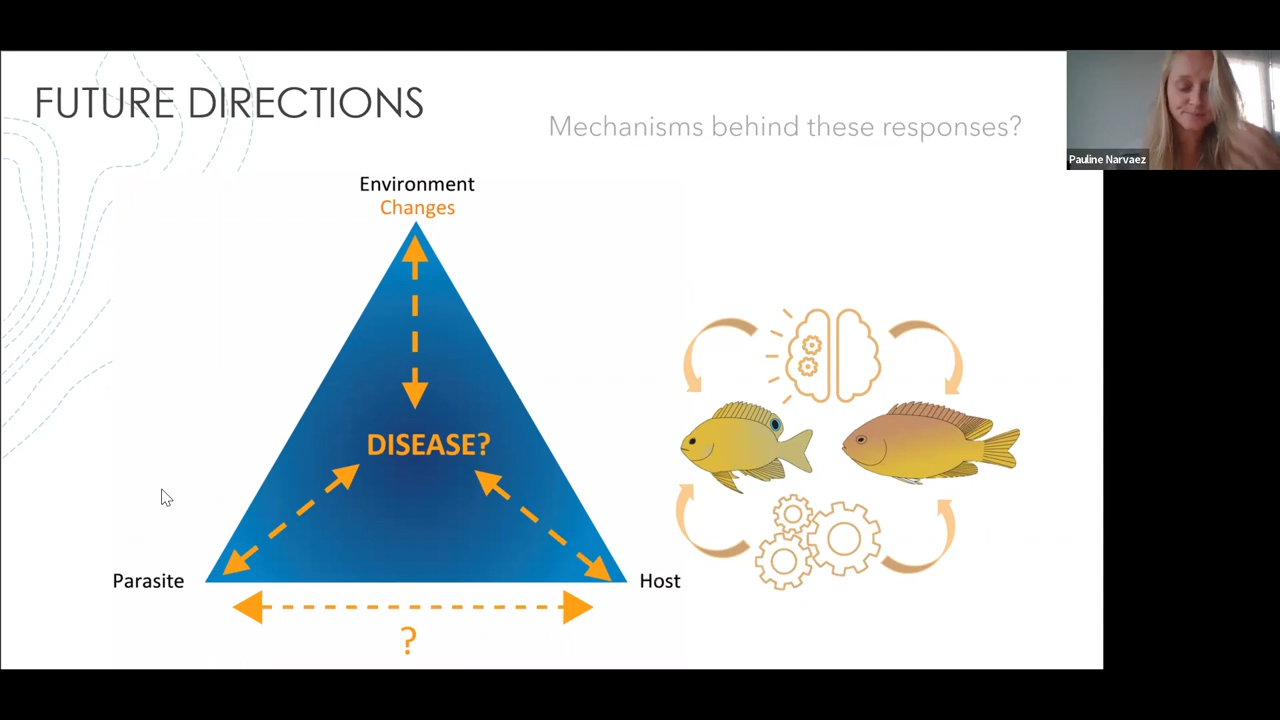 FUTURE DIRECTIONS
Mechanisms behind these responses?
Pauline Narvaez
Environment
Changes
DISEASE?
Parasite
Host
?